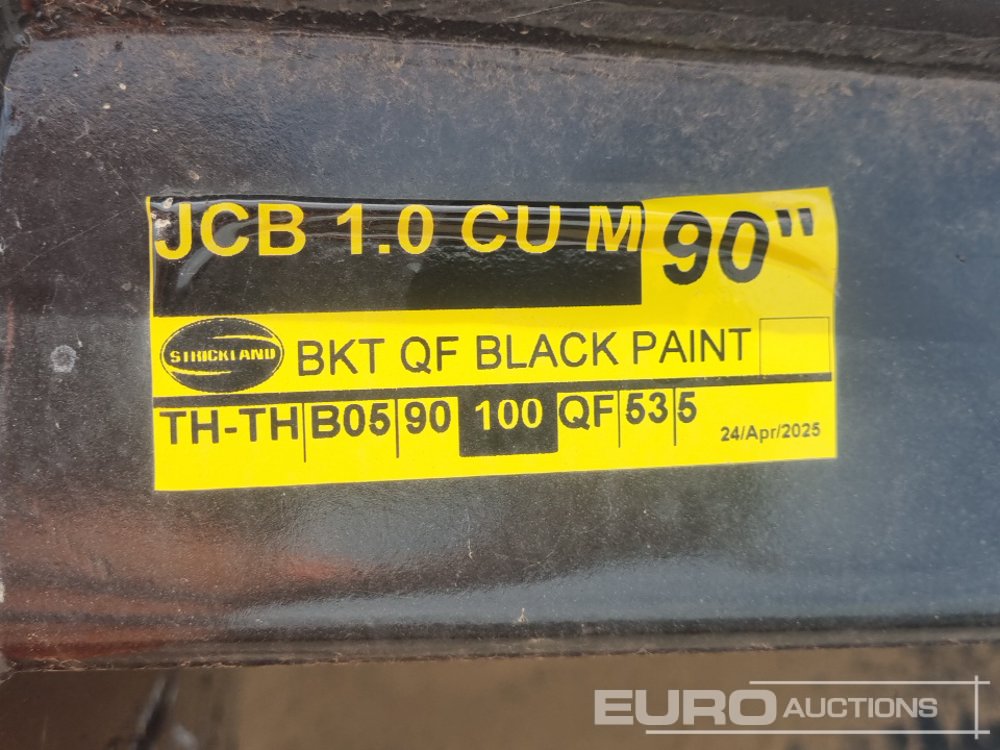 JCB 1.0 CU M 90"
STRICKLAND BKT QF BLACK PAINT
TH-TH B05 90 100 QF 53 5 24/Apr/2025
EURO AUCTIONS